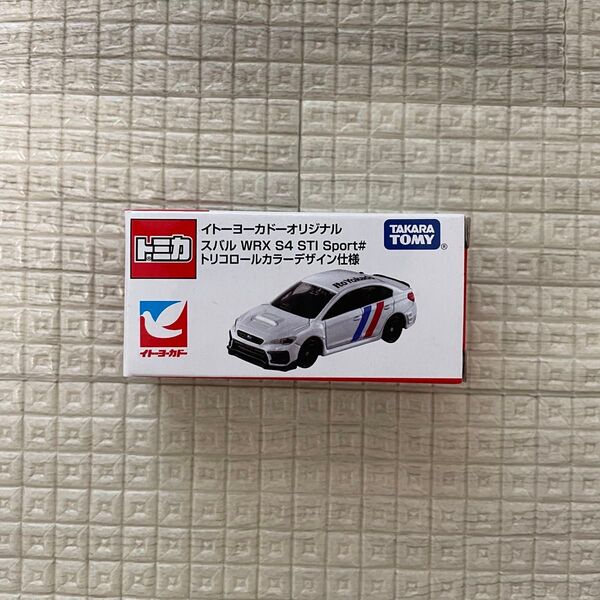 トミカ
イトーヨーカドーオリジナル
スバル WRX S4 STI Sport#
トリコロールカラーデザイン仕様
TAKARA
TOMY
®
イトーヨーカドー
ItoYokado